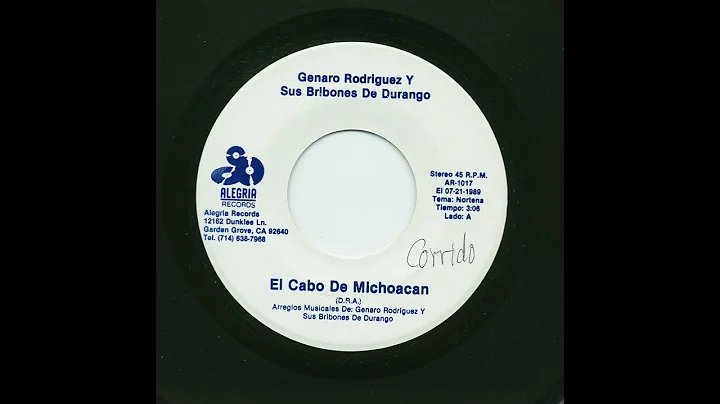 Genaro Rodriguez Y
Sus Bribones De Durango
ALEGRIA
RECORDS
Alegria Records
12162 Dunklee Ln.
Garden Grove, CA 92640
Tel. (714) 638-7968
Stereo 45 R.P.M.
AR-1017
El 07-21-1989
Tema: Nortena
Tiempo: 3:06
Lado: A
Corrido
El Cabo De Michoacan
(D.R.A.)
Arreglos Musicales De: Genaro Rodriguez Y
Sus Bribones De Durango